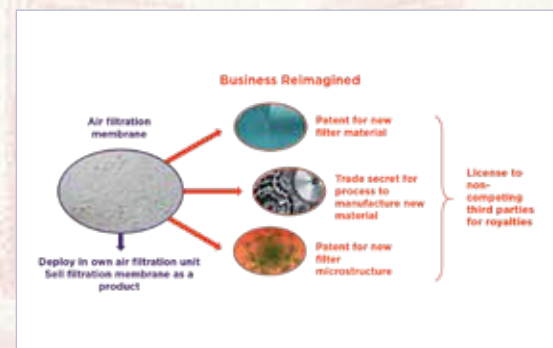 Business Reimagined
Air filtration
membrane
Patent for new
filter material
Trade secret for
process to
manufacture new
material
Patent for new
filter
microstructure
License to
non-
competing
third parties
for royalties
Deploy in own air filtration unit
Sell filtration membrane as a
product